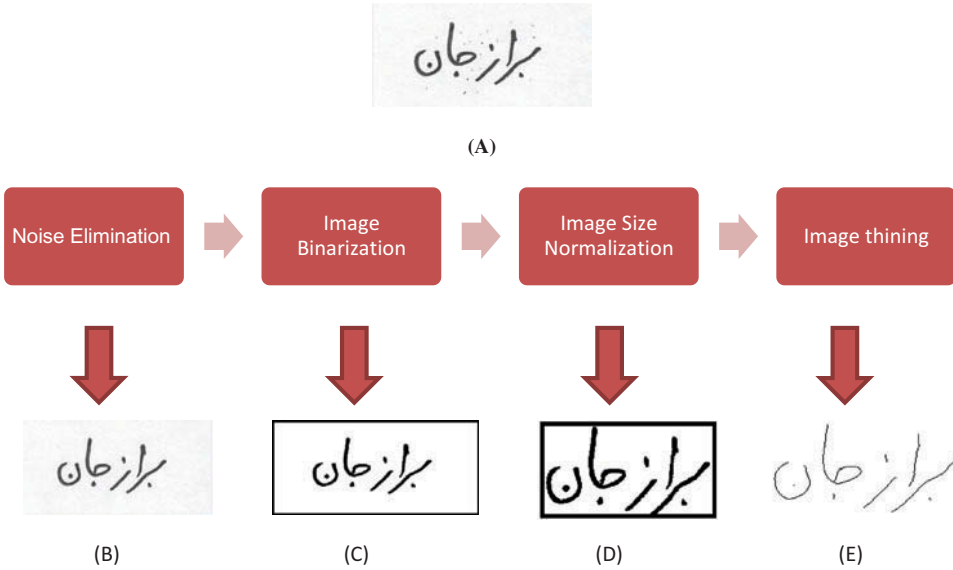 برازجان
(A)
Noise Elimination
Image
Binarization
Image Size
Normalization
Image thining
برازجان
برازجان
برازجان
برازجان
(B)
(C)
(D)
(E)